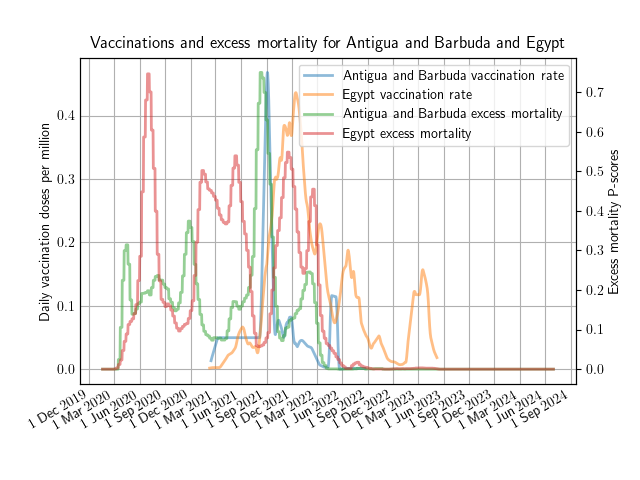 Vaccinations and excess mortality for Antigua and Barbuda and Egypt
Antigua and Barbuda vaccination rate
Egypt vaccination rate
Antigua and Barbuda excess mortality
Egypt excess mortality
Daily vaccination doses per million
0.4
0.3
0.2
0.1
0.0
Excess mortality P-scores
0.7
0.6
0.5
0.4
0.3
0.2
0.1
0.0
1 Dec 2019
1 Mar 2020
1 Jun 2020
1 Sep 2020
1 Dec 2020
1 Mar 2021
1 Jun 2021
1 Sep 2021
1 Dec 2021
1 Mar 2022
1 Jun 2022
1 Sep 2022
1 Dec 2022
1 Mar 2023
1 Jun 2023
1 Sep 2023
1 Dec 2023
1 Mar 2024
1 Jun 2024
1 Sep 2024